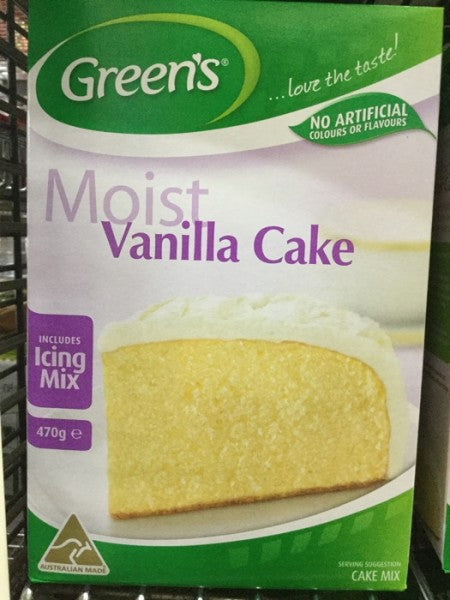 Green's®
...love the taste!
NO ARTIFICIAL
COLOURS OR FLAVOURS
Moist
Vanilla Cake
INCLUDES
Icing
Mix
470g ℮
AUSTRALIAN MADE
SERVING SUGGESTION
CAKE MIX